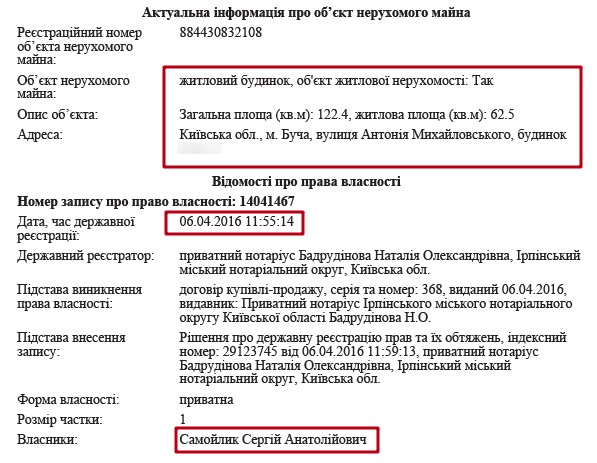 Актуальна інформація про об’єкт нерухомого майна
Реєстраційний номер 884430832108
об’єкта нерухомого
майна:
Об’єкт нерухомого житловий будинок, об'єкт житлової нерухомості: Так
майна:
Опис об’єкта: Загальна площа (кв.м): 122.4, житлова площа (кв.м): 62.5
Адреса: Київська обл., м. Буча, вулиця Антонія Михайловського, будинок
Відомості про права власності
Номер запису про право власності: 14041467
Дата, час державної 06.04.2016 11:55:14
реєстрації:
Державний реєстратор: приватний нотаріус Бадрудінова Наталія Олександрівна, Ірпінський
міський нотаріальний округ, Київська обл.
Підстава виникнення договір купівлі-продажу, серія та номер: 368, виданий 06.04.2016,
права власності: видавник: Приватний нотаріус Ірпінського міського нотаріального
округу Київської області Бадрудінова Н.О.
Підстава внесення Рішення про державну реєстрацію прав та їх обтяжень, індексний
запису: номер: 29123745 від 06.04.2016 11:59:13, приватний нотаріус
Бадрудінова Наталія Олександрівна, Ірпінський міський
нотаріальний округ, Київська обл.
Форма власності: приватна
Розмір частки: 1
Власники: Самойлик Сергій Анатолійович